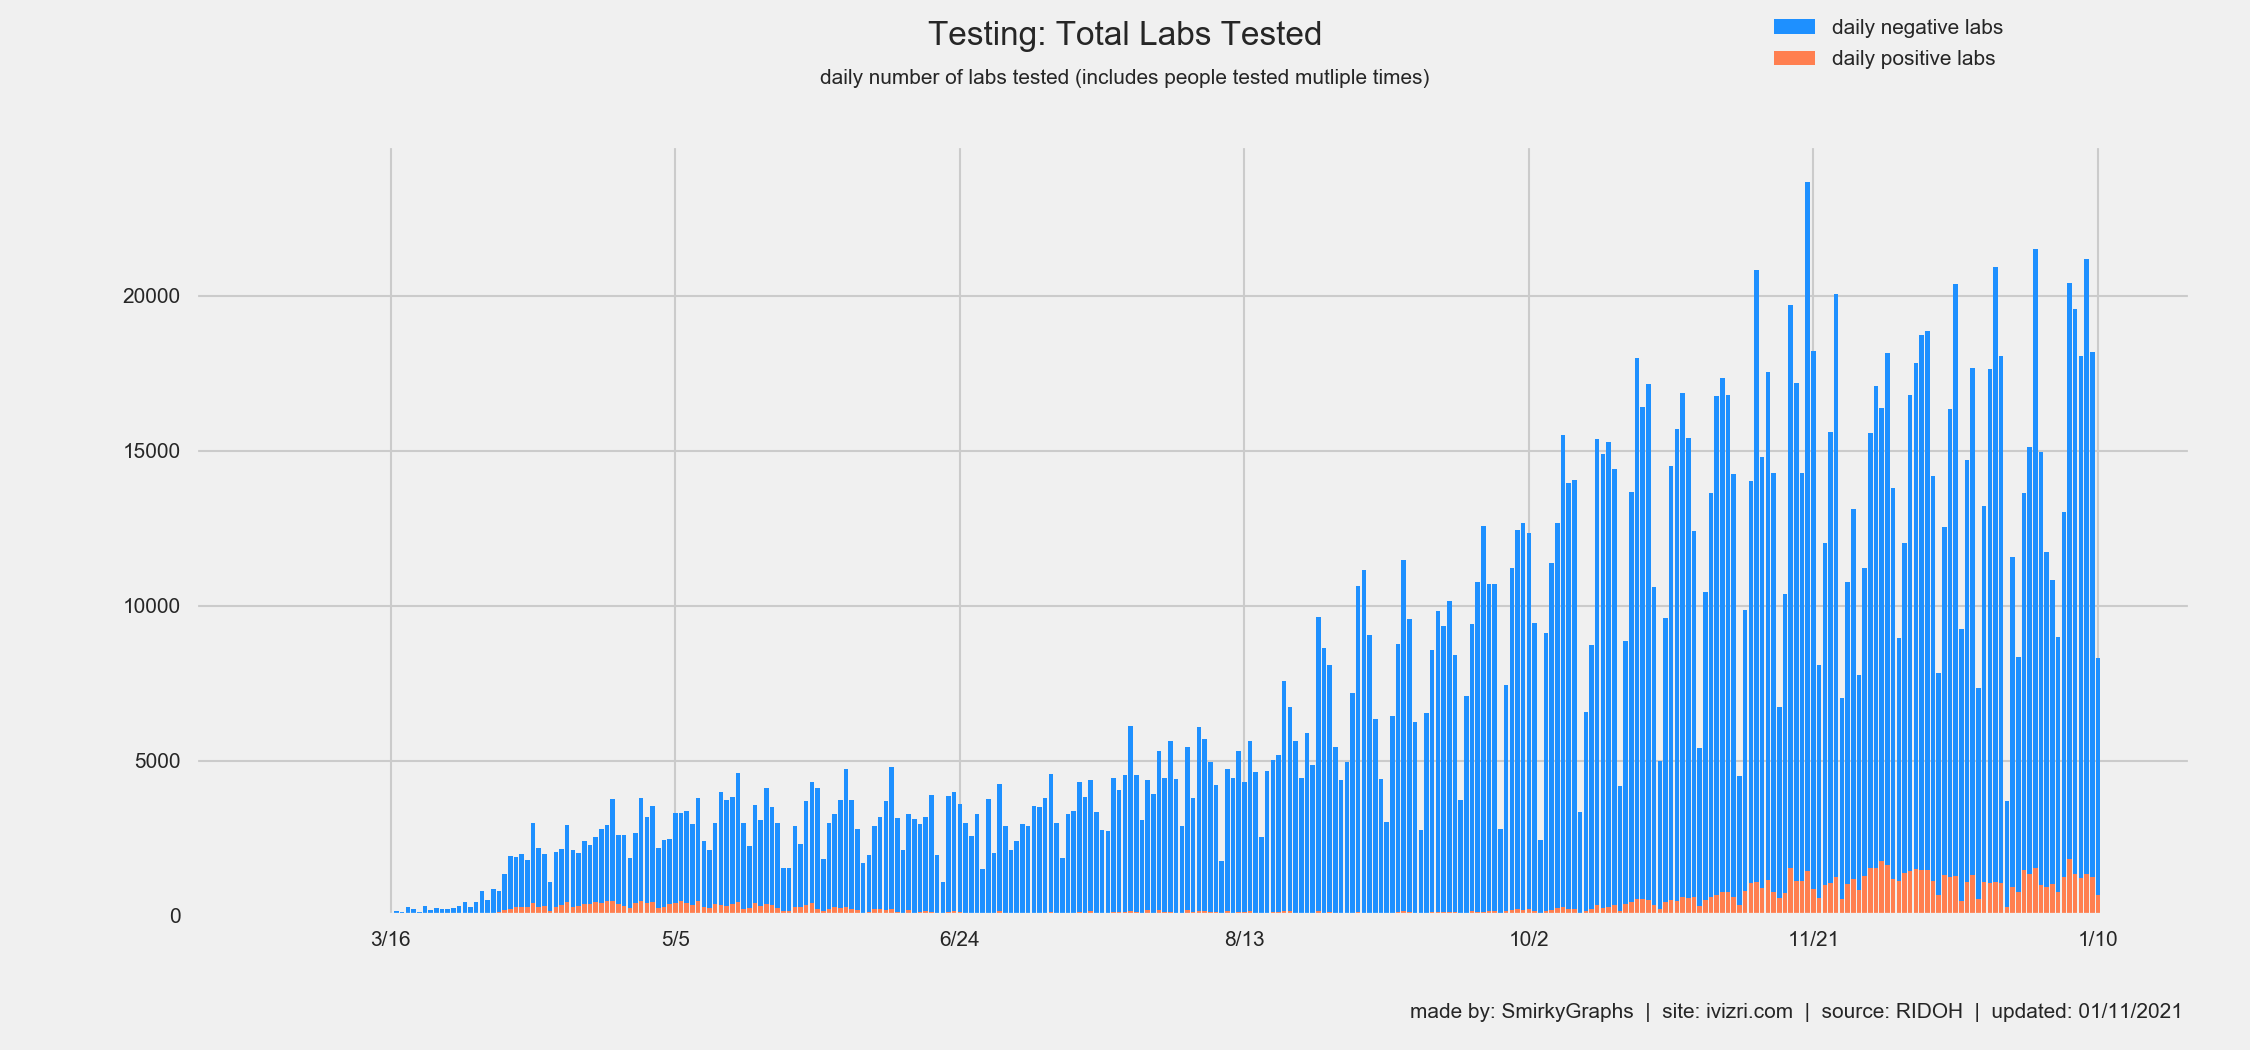 Testing: Total Labs Tested
daily number of labs tested (includes people tested mutliple times)
daily negative labs
daily positive labs
20000
15000
10000
5000
0
3/16 5/5 6/24 8/13 10/2 11/21 1/10
made by: SmirkyGraphs | site: ivizri.com | source: RIDOH | updated: 01/11/2021